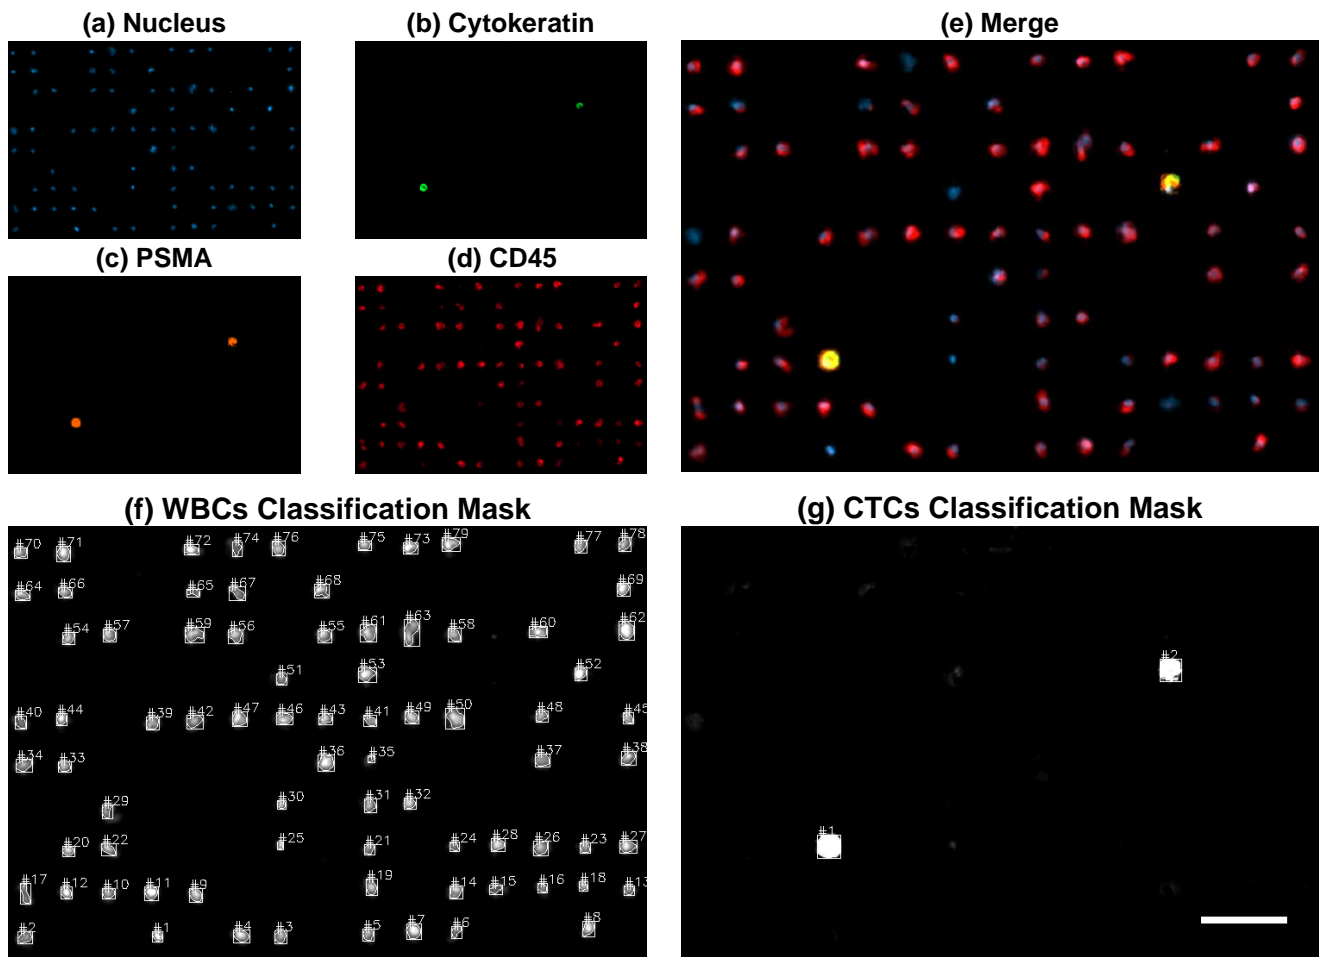 (a) Nucleus
(b) Cytokeratin
(e) Merge
(c) PSMA
(d) CD45
(f) WBCs Classification Mask
(g) CTCs Classification Mask
#70 #71 #72 #74 #76 #75 #73 #79 #77 #78
#64 #66 #65 #67 #68 #69
#54 #57 #59 #56 #55 #61 #63 #58 #60 #62
#51 #53 #52
#40 #44 #39 #42 #47 #46 #43 #41 #49 #50 #48 #45
#34 #33 #36 #35 #37 #38
#29 #30 #31 #32
#20 #22 #25 #21 #24 #28 #26 #23 #27
#17 #12 #10 #11 #9 #19 #14 #15 #16 #18 #13
#2 #1 #4 #3 #5 #7 #6 #8
#2
#1